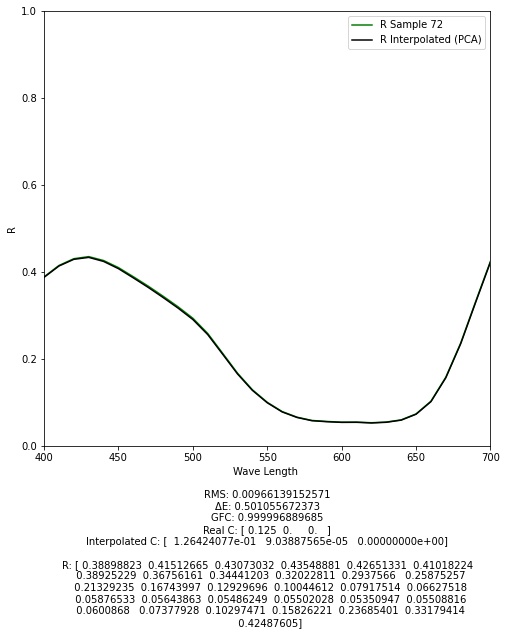 1.0
0.8
0.6
0.4
0.2
0.0
R
R Sample 72
R Interpolated (PCA)
400 450 500 550 600 650 700
Wave Length
RMS: 0.00966139152571
ΔE: 0.501055672373
GFC: 0.999996889685
Real C: [ 0.125 0. 0. ]
Interpolated C: [ 1.26424077e-01 9.03887565e-05 0.00000000e+00]
R: [ 0.38898823 0.41512665 0.43073032 0.43548881 0.42651331 0.41018224
0.38925229 0.36756161 0.34441203 0.32022811 0.2937566 0.25875257
0.21329235 0.16743997 0.12929696 0.10044612 0.07917514 0.06627518
0.05876533 0.05643863 0.05486249 0.05502028 0.05350947 0.05508816
0.0600868 0.07377928 0.10297471 0.15826221 0.23685401 0.33179414
0.42487605]